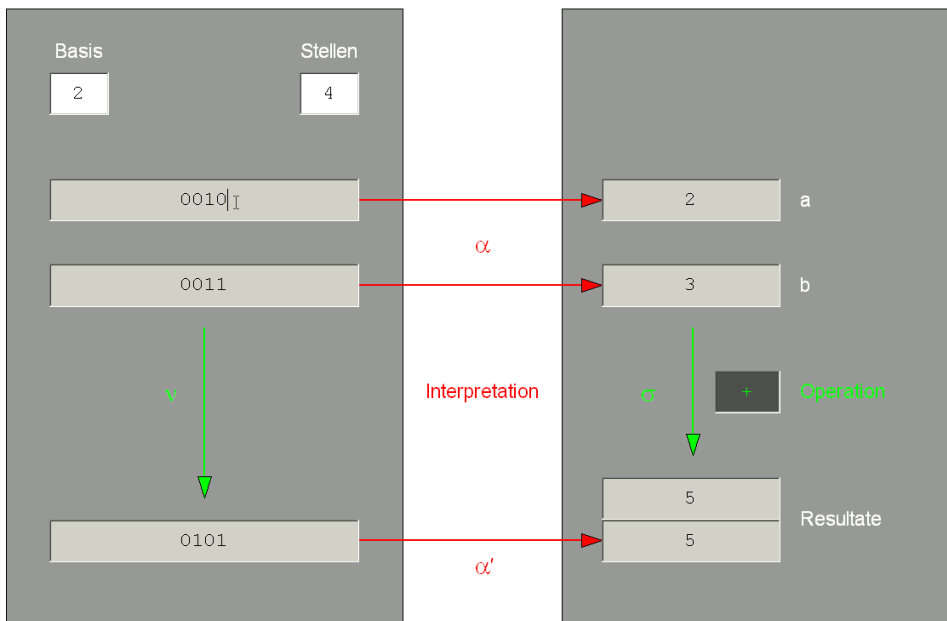 Basis
Stellen
2
4
0010
2
a
α
0011
3
b
ν
Interpretation
σ
+
Operation
5
Resultate
0101
5
α′